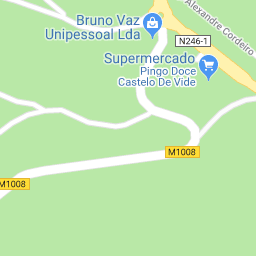 Bruno Vaz
Unipessoal Lda
Alexandre Cordeiro
N246-1
Supermercado
Pingo Doce
Castelo De Vide
M1008
M1008